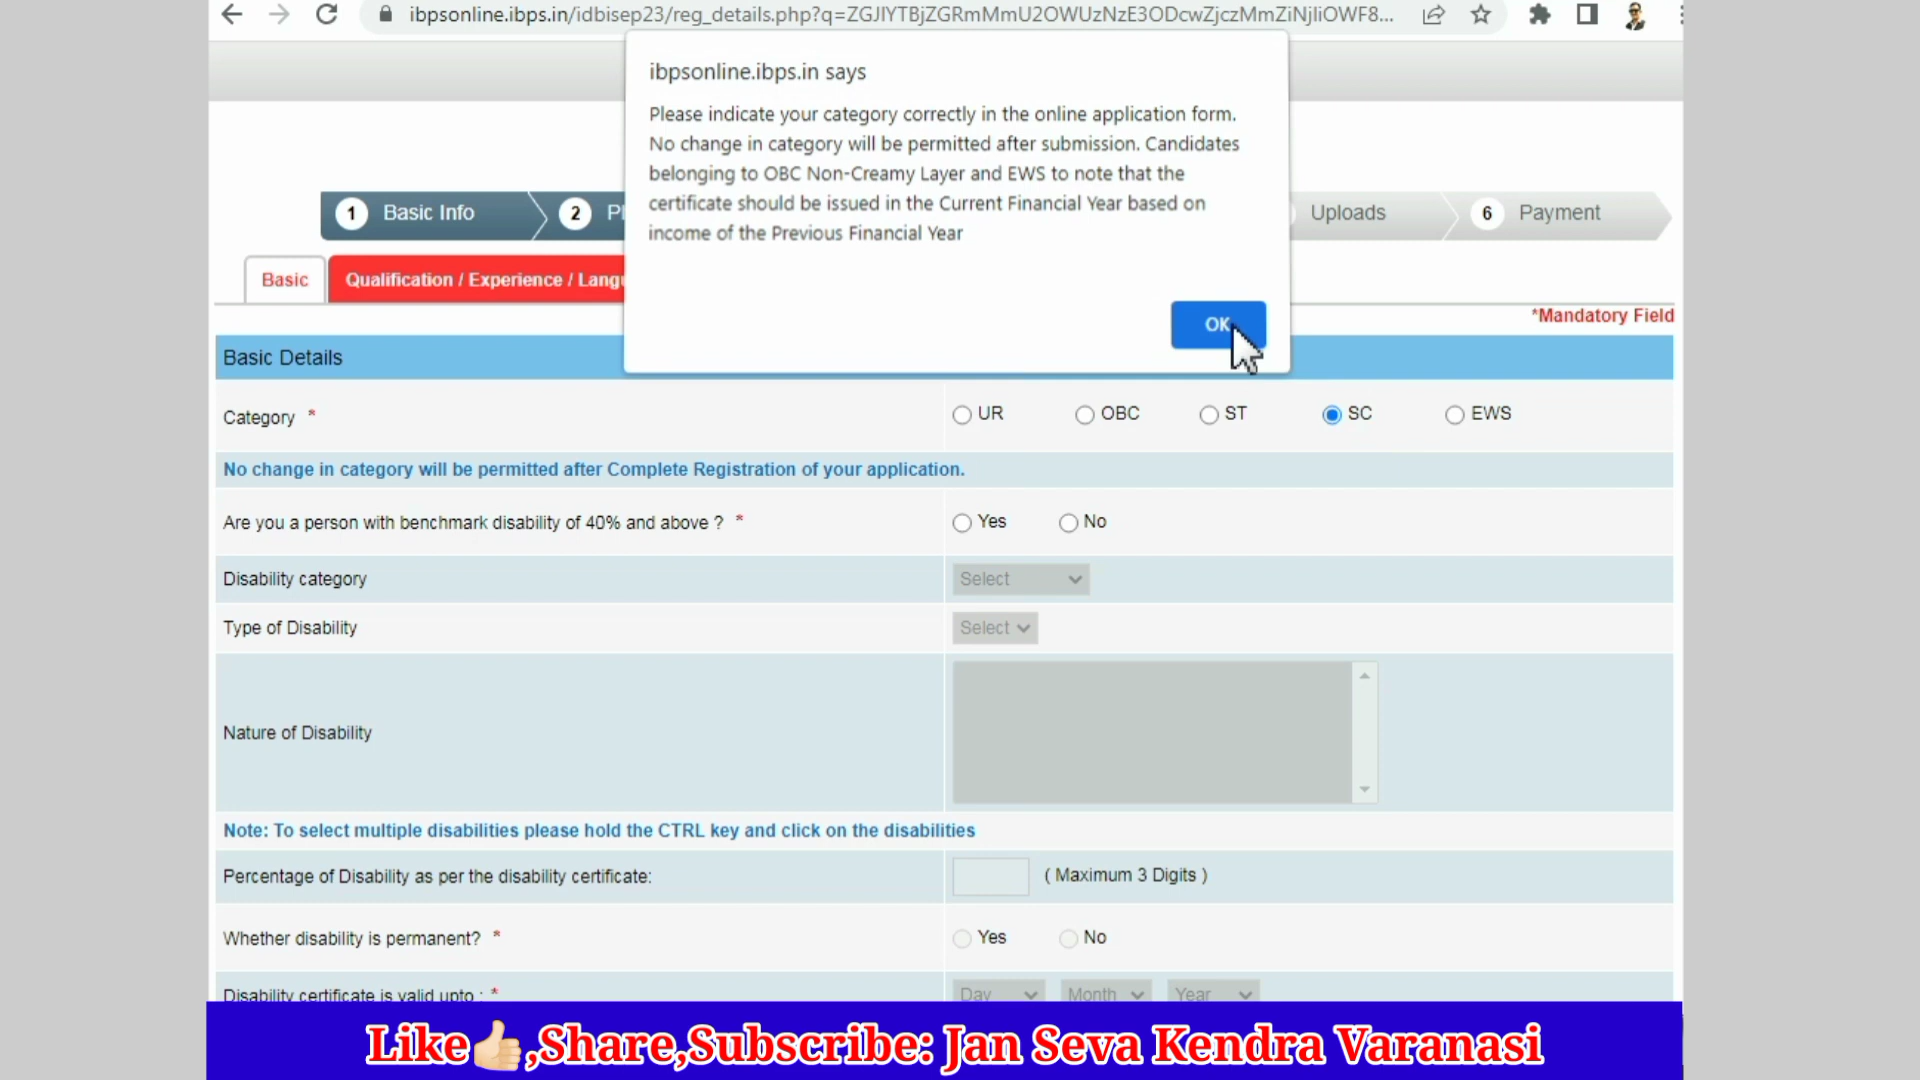 ibpsonline.ibps.in/idbisep23/reg_details.php?q=ZGJlYTBjZGRmMmU2OWUzNzE3ODcwZjczMmZiNjliOWF8...
ibpsonline.ibps.in says
Please indicate your category correctly in the online application form.
No change in category will be permitted after submission. Candidates
belonging to OBC Non-Creamy Layer and EWS to note that the
certificate should be issued in the Current Financial Year based on
income of the Previous Financial Year
OK
1 Basic Info 2 Uploads 6 Payment
Basic Qualification / Experience /
*Mandatory Field
Basic Details
Category * UR OBC ST SC EWS
No change in category will be permitted after Complete Registration of your application.
Are you a person with benchmark disability of 40% and above ? * Yes No
Disability category Select
Type of Disability Select
Nature of Disability
Note: To select multiple disabilities please hold the CTRL key and click on the disabilities
Percentage of Disability as per the disability certificate: ( Maximum 3 Digits )
Whether disability is permanent? * Yes No
Disability certificate is valid upto : * Day Month Year
Like👍🏻,Share,Subscribe: Jan Seva Kendra Varanasi